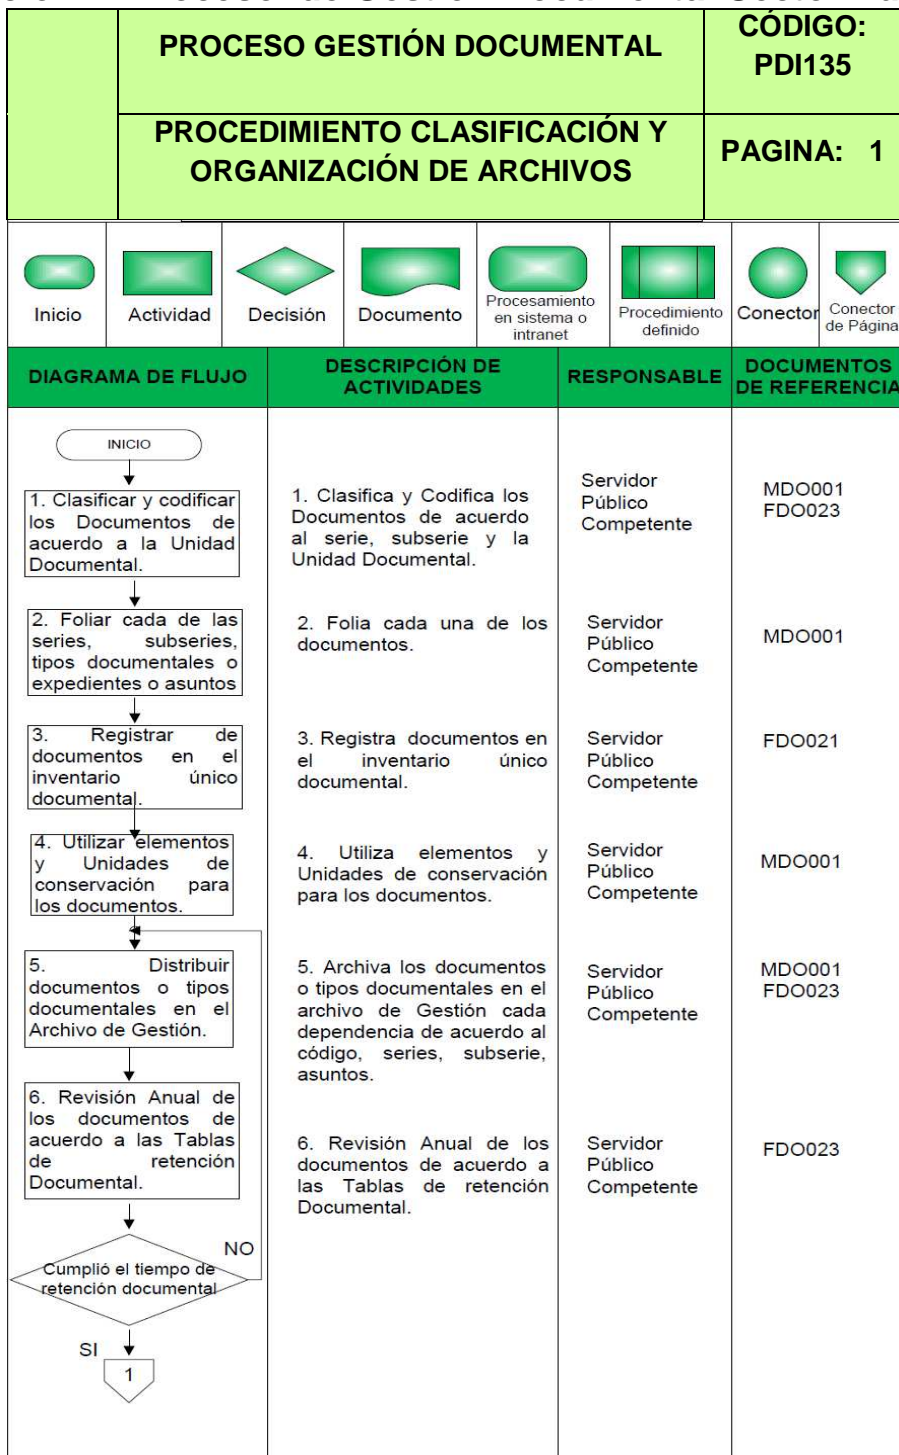 PROCESO GESTIÓN DOCUMENTAL
CÓDIGO:
PDI135
PROCEDIMIENTO CLASIFICACIÓN Y
ORGANIZACIÓN DE ARCHIVOS
PAGINA: 1
Inicio
Actividad
Decisión
Documento
Procesamiento
en sistema o
intranet
Procedimiento
definido
Conector
Conector
de Página
DIAGRAMA DE FLUJO
DESCRIPCIÓN DE
ACTIVIDADES
RESPONSABLE
DOCUMENTOS
DE REFERENCIA
INICIO
1. Clasificar y codificar
los Documentos de
acuerdo a la Unidad
Documental.
1. Clasifica y Codifica los
Documentos de acuerdo
al serie, subserie y la
Unidad Documental.
Servidor
Público
Competente
MDO001
FDO023
2. Foliar cada de las
series, subseries,
tipos documentales o
expedientes o asuntos
2. Folia cada una de los
documentos.
Servidor
Público
Competente
MDO001
3. Registrar de
documentos en el
inventario único
documental.
3. Registra documentos en
el inventario único
documental.
Servidor
Público
Competente
FDO021
4. Utilizar elementos
y Unidades de
conservación para
los documentos.
4. Utiliza elementos y
Unidades de conservación
para los documentos.
Servidor
Público
Competente
MDO001
5. Distribuir
documentos o tipos
documentales en el
Archivo de Gestión.
5. Archiva los documentos
o tipos documentales en el
archivo de Gestión cada
dependencia de acuerdo al
código, series, subserie,
asuntos.
Servidor
Público
Competente
MDO001
FDO023
6. Revisión Anual de
los documentos de
acuerdo a las Tablas
de retención
Documental.
6. Revisión Anual de los
documentos de acuerdo a
las Tablas de retención
Documental.
Servidor
Público
Competente
FDO023
NO
Cumplió el tiempo de
retención documental
SI
1